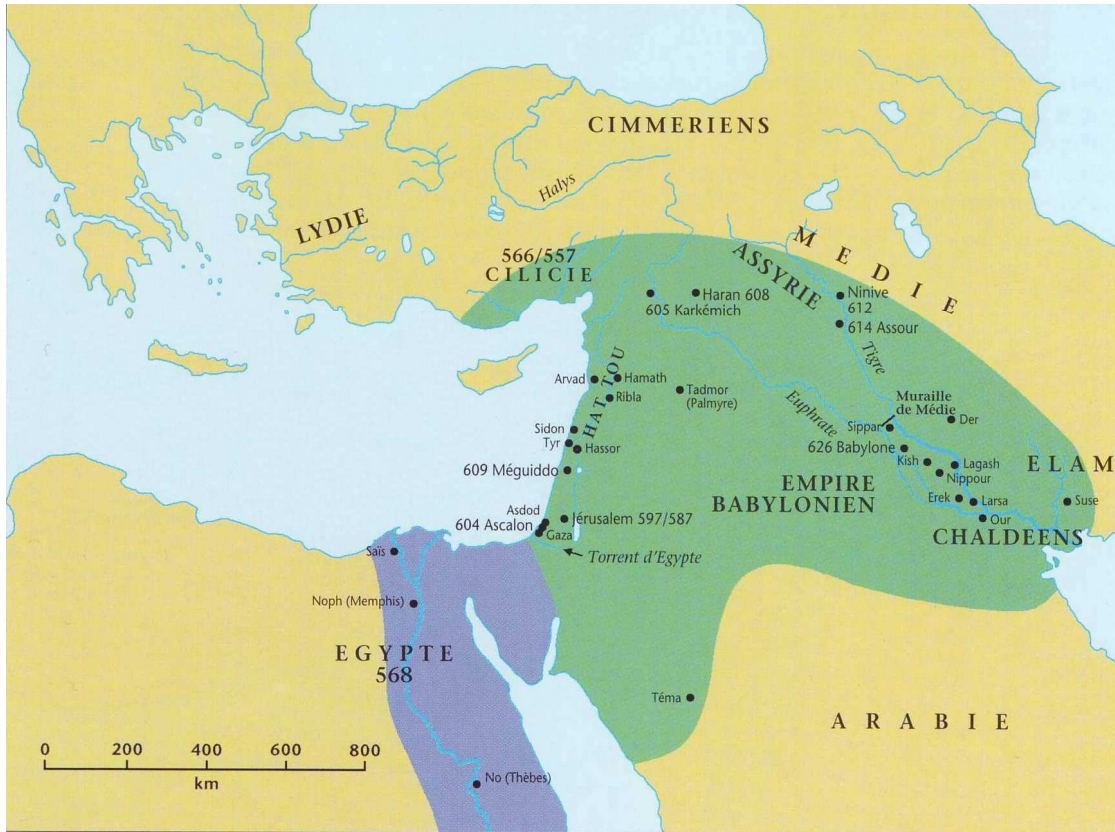 CIMMERIENS
Halys
LYDIE
566/557
CILICIE
MEDIE
ASSYRIE
Haran 608
605 Karkémich
Ninive
612
614 Assour
Tigre
Arvad
Hamath
HATTOU
Ribla
Tadmor
(Palmyre)
Euphrate
Muraille
de Médie
Der
Sidon
Tyr
Hassor
Sippar
626 Babylone
Kish
Lagash
Nippour
ELAM
609 Méguiddo
EMPIRE
BABYLONIEN
Erek
Larsa
Suse
Our
CHALDEENS
Asdod
604 Ascalon
Jérusalem 597/587
Gaza
Torrent d'Egypte
Saïs
Noph (Memphis)
EGYPTE
568
Téma
ARABIE
0 200 400 600 800
km
No (Thèbes)